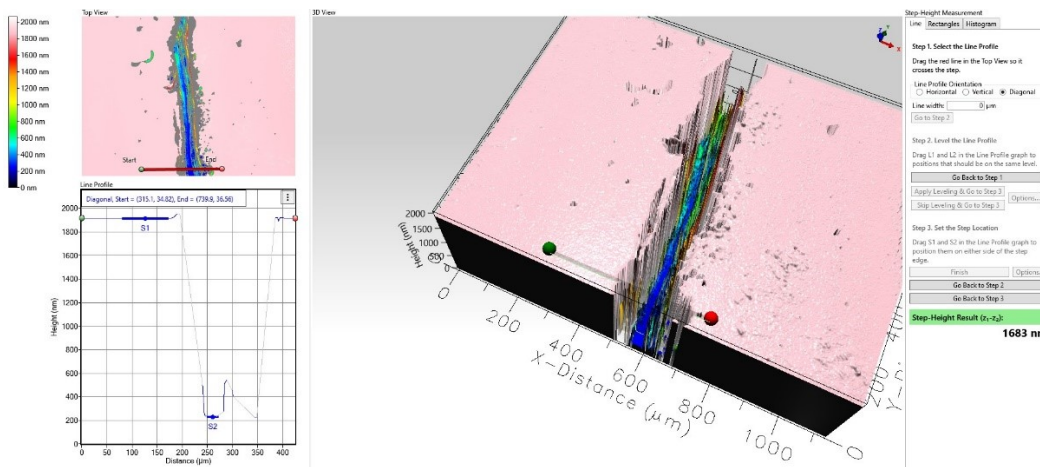 Top View
2000 nm
1800 nm
1600 nm
1400 nm
1200 nm
1000 nm
800 nm
600 nm
400 nm
200 nm
0 nm
Start
End
Line Profile
Diagonal, Start = (315.1, 34.82), End = (739.9, 36.56)
S1
S2
Height (nm)
2000
1800
1600
1400
1200
1000
800
600
400
200
0
0 50 100 150 200 250 300 350 400
Distance (µm)
3D View
2000
1500
1000
500
0
Height (nm)
0
200
400
600
800
1000
X-Distance (µm)
0
200
Z
X
Step-Height Measurement
Line Rectangles Histogram
Step 1. Select the Line Profile
Drag the red line in the Top View so it
crosses the step.
Line Profile Orientation
Horizontal Vertical Diagonal
Line width: 0 µm
Go to Step 2
Step 2. Level the Line Profile
Drag L1 and L2 in the Line Profile graph to
positions that should be on the same level.
Go Back to Step 1
Apply Leveling & Go to Step 3
Options...
Skip Leveling & Go to Step 3
Step 3. Set the Step Location
Drag S1 and S2 in the Line Profile graph to
position them on either side of the step
edge.
Finish Options...
Go Back to Step 2
Go Back to Step 3
Step-Height Result (z₁-z₂):
1683 nm